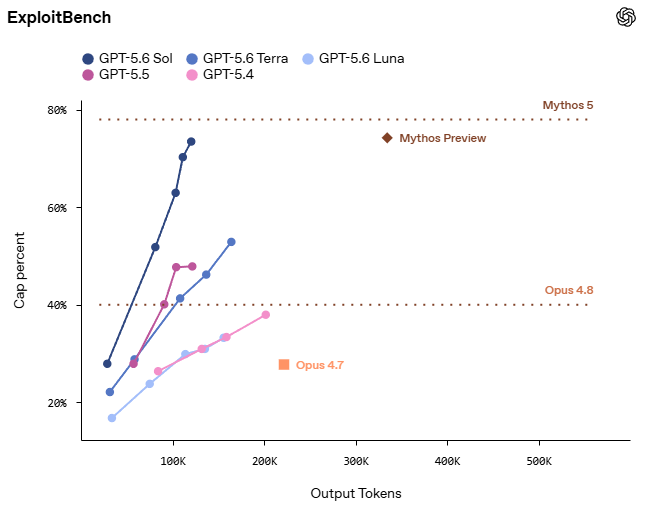 ExploitBench
GPT-5.6 Sol
GPT-5.6 Terra
GPT-5.6 Luna
GPT-5.5
GPT-5.4
80%
60%
40%
20%
Cap percent
Mythos 5
Mythos Preview
Opus 4.8
Opus 4.7
100K
200K
300K
400K
500K
Output Tokens